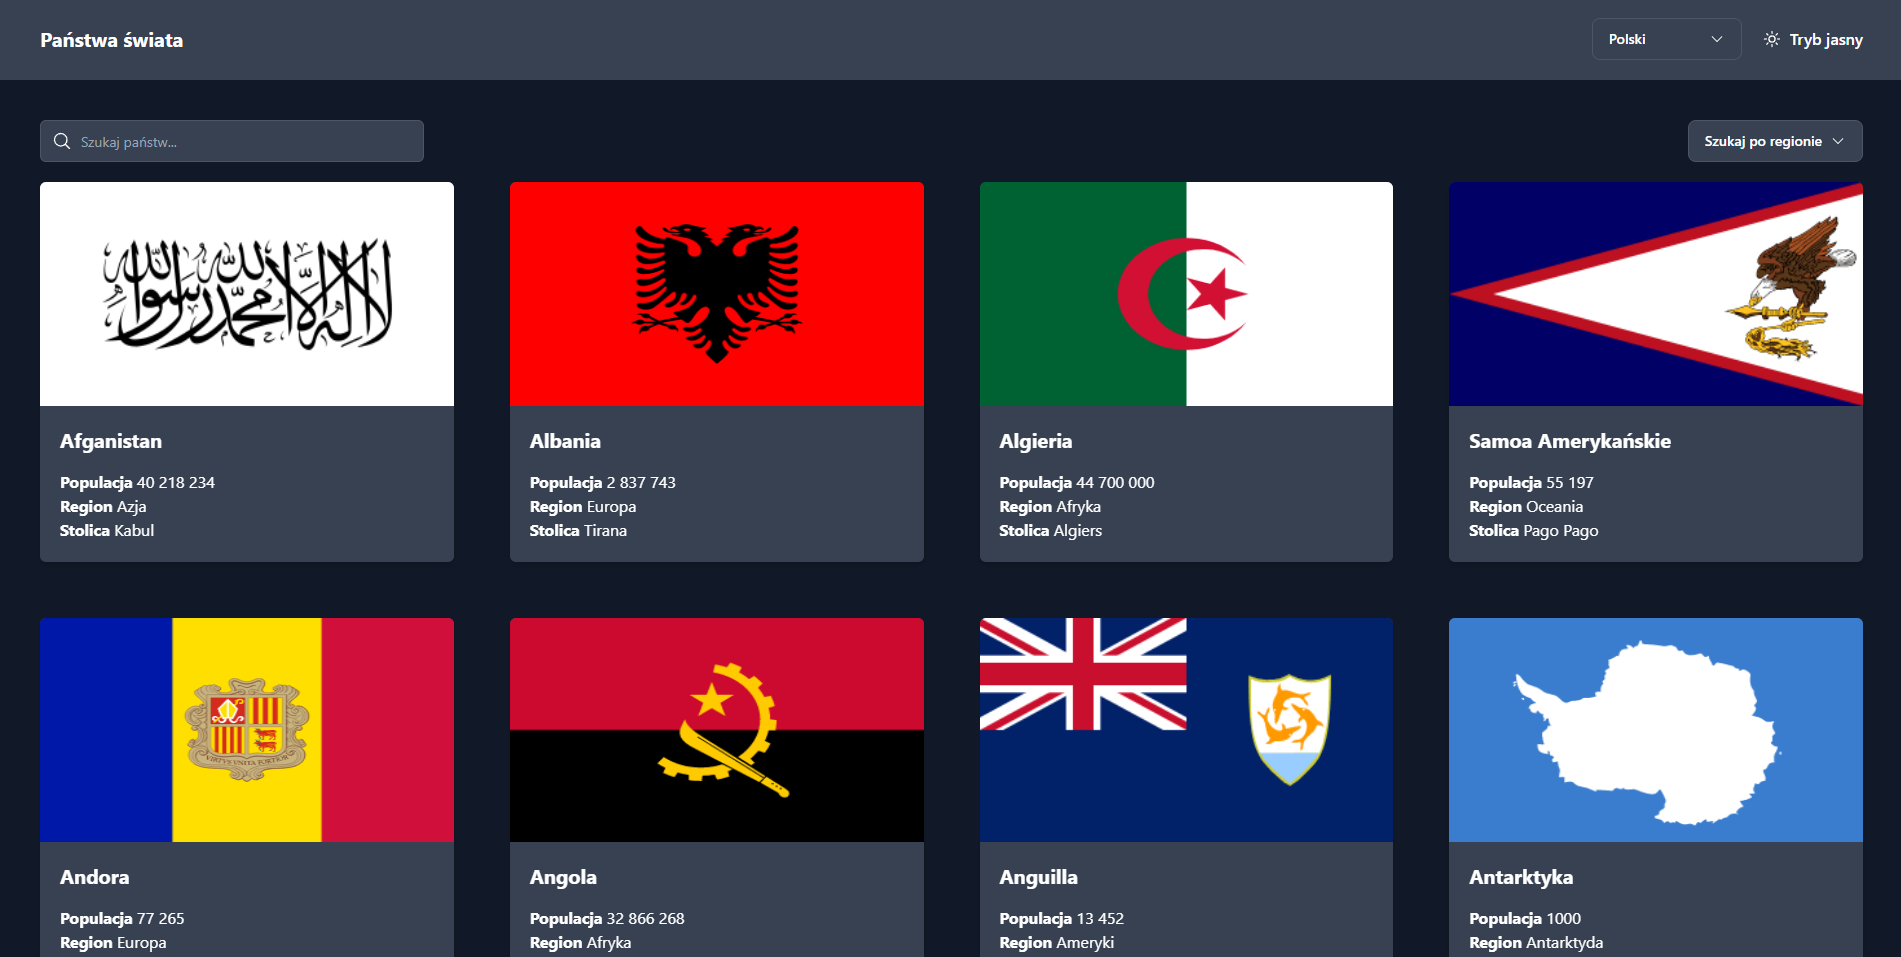 Państwa świata
Polski
Tryb jasny
Szukaj państw...
Szukaj po regionie
لا إله إلا الله محمد رسول الله
Afganistan
Populacja 40 218 234
Region Azja
Stolica Kabul
Albania
Populacja 2 837 743
Region Europa
Stolica Tirana
Algieria
Populacja 44 700 000
Region Afryka
Stolica Algiers
Samoa Amerykańskie
Populacja 55 197
Region Oceania
Stolica Pago Pago
VIRTVS VNITA FORTIOR
Andora
Populacja 77 265
Region Europa
Angola
Populacja 32 866 268
Region Afryka
Anguilla
Populacja 13 452
Region Ameryki
Antarktyka
Populacja 1000
Region Antarktyda